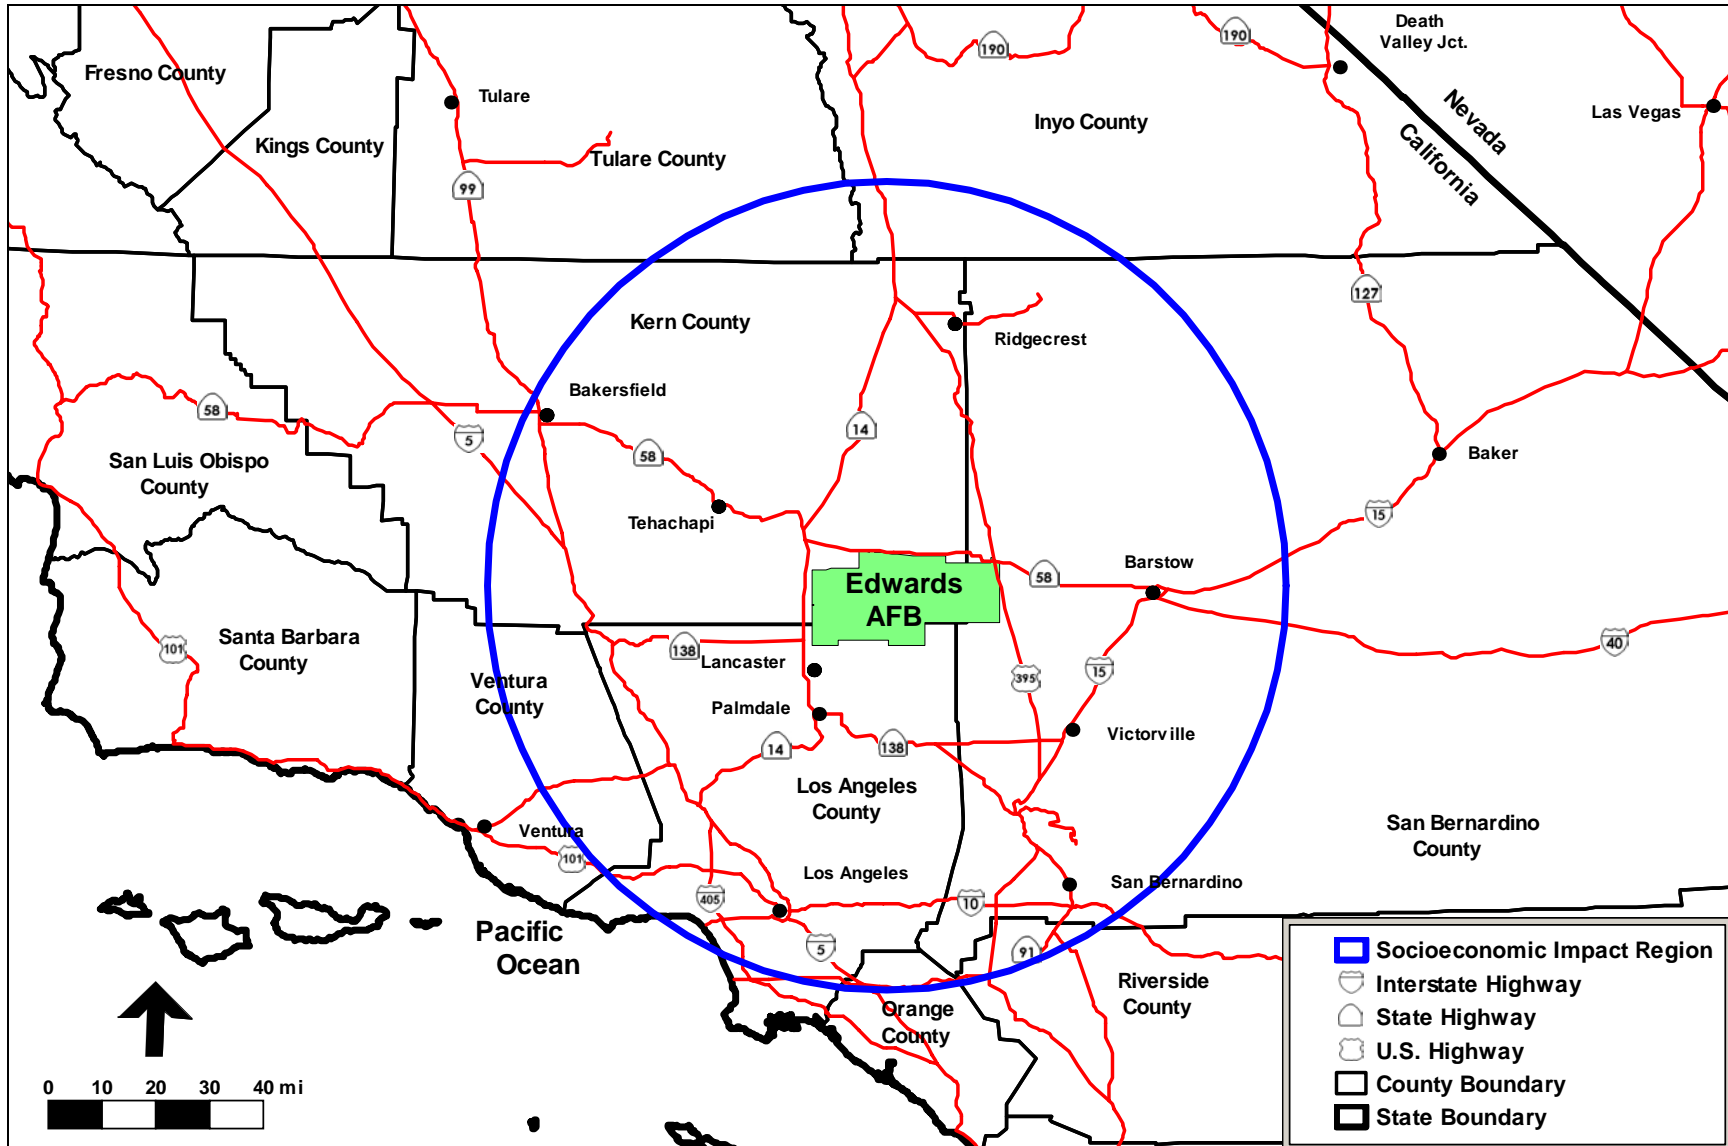 Death
Valley Jct.
190
190
Fresno County
Tulare
Las Vegas
Nevada
California
Inyo County
Kings County
Tulare County
99
127
Kern County
Ridgecrest
Bakersfield
58
5
14
58
Baker
San Luis Obispo
County
15
Tehachapi
Barstow
58
Edwards
AFB
Santa Barbara
County
101
138
Lancaster
40
395
15
Ventura
County
Palmdale
14
138
Victorville
Los Angeles
County
Ventura
101
San Bernardino
County
Los Angeles
San Bernardino
405
10
5
91
Pacific
Ocean
Riverside
County
Orange
County
Socioeconomic Impact Region
Interstate Highway
State Highway
U.S. Highway
County Boundary
State Boundary
0 10 20 30 40 mi